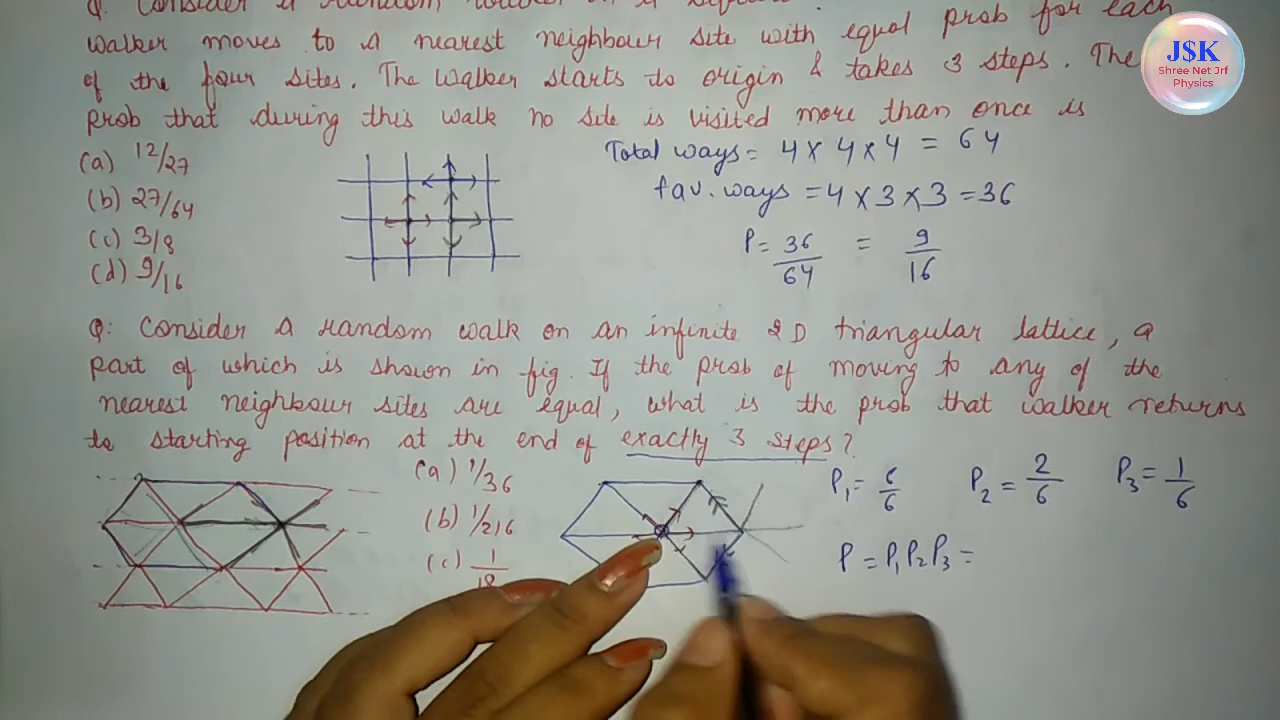 Q. Consider a random
walker moves to a nearest neighbour site with equal prob for each
of the four sites. The walker starts to origin & takes 3 steps. The
prob that during this walk no site is visited more than once is
(a) 12/27
(b) 27/64
(c) 3/8
(d) 9/16
Total ways = 4 × 4 × 4 = 64
fav. ways = 4 × 3 × 3 = 36
P = 36/64 = 9/16
J$K
Shree Net Jrf
Physics
Q: Consider a random walk on an infinite 2D triangular lattice, a
part of which is shown in fig. If the prob of moving to any of the
nearest neighbour sites are equal, what is the prob that walker returns
to starting position at the end of exactly 3 steps?
(a) 1/36
(b) 1/216
(c) 1/18
P₁ = 6/6 P₂ = 2/6 P₃ = 1/6
P = P₁P₂P₃ =